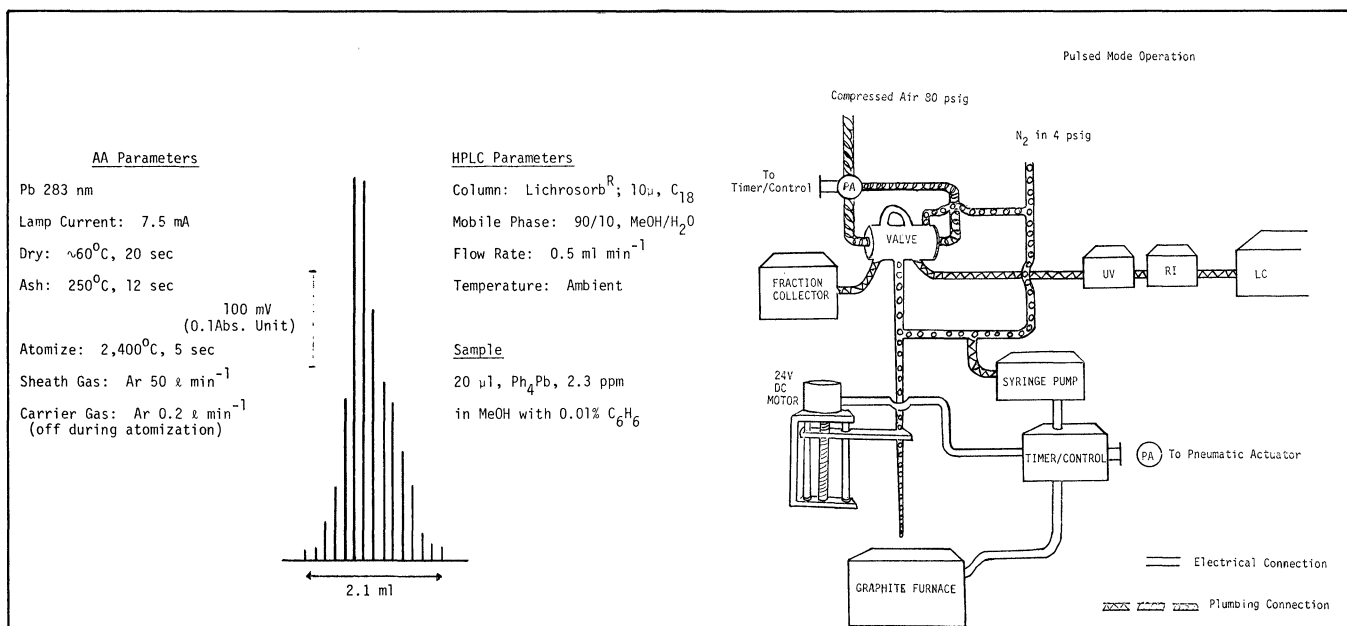 AA Parameters
Pb 283 nm
Lamp Current: 7.5 mA
Dry: ~60°C, 20 sec
Ash: 250°C, 12 sec
100 mV
(0.1Abs. Unit)
Atomize: 2,400°C, 5 sec
Sheath Gas: Ar 50 ℓ min⁻¹
Carrier Gas: Ar 0.2 ℓ min⁻¹
(off during atomization)
2.1 ml
HPLC Parameters
Column: Lichrosorbᴿ; 10μ, C₁₈
Mobile Phase: 90/10, MeOH/H₂O
Flow Rate: 0.5 ml min⁻¹
Temperature: Ambient
Sample
20 μl, Ph₄Pb, 2.3 ppm
in MeOH with 0.01% C₆H₆
Pulsed Mode Operation
Compressed Air 80 psig
N₂ in 4 psig
To
Timer/Control
PA
VALVE
FRACTION
COLLECTOR
UV
RI
LC
24V
DC
MOTOR
SYRINGE PUMP
TIMER/CONTROL
PA
To Pneumatic Actuator
GRAPHITE FURNACE
Electrical Connection
Plumbing Connection